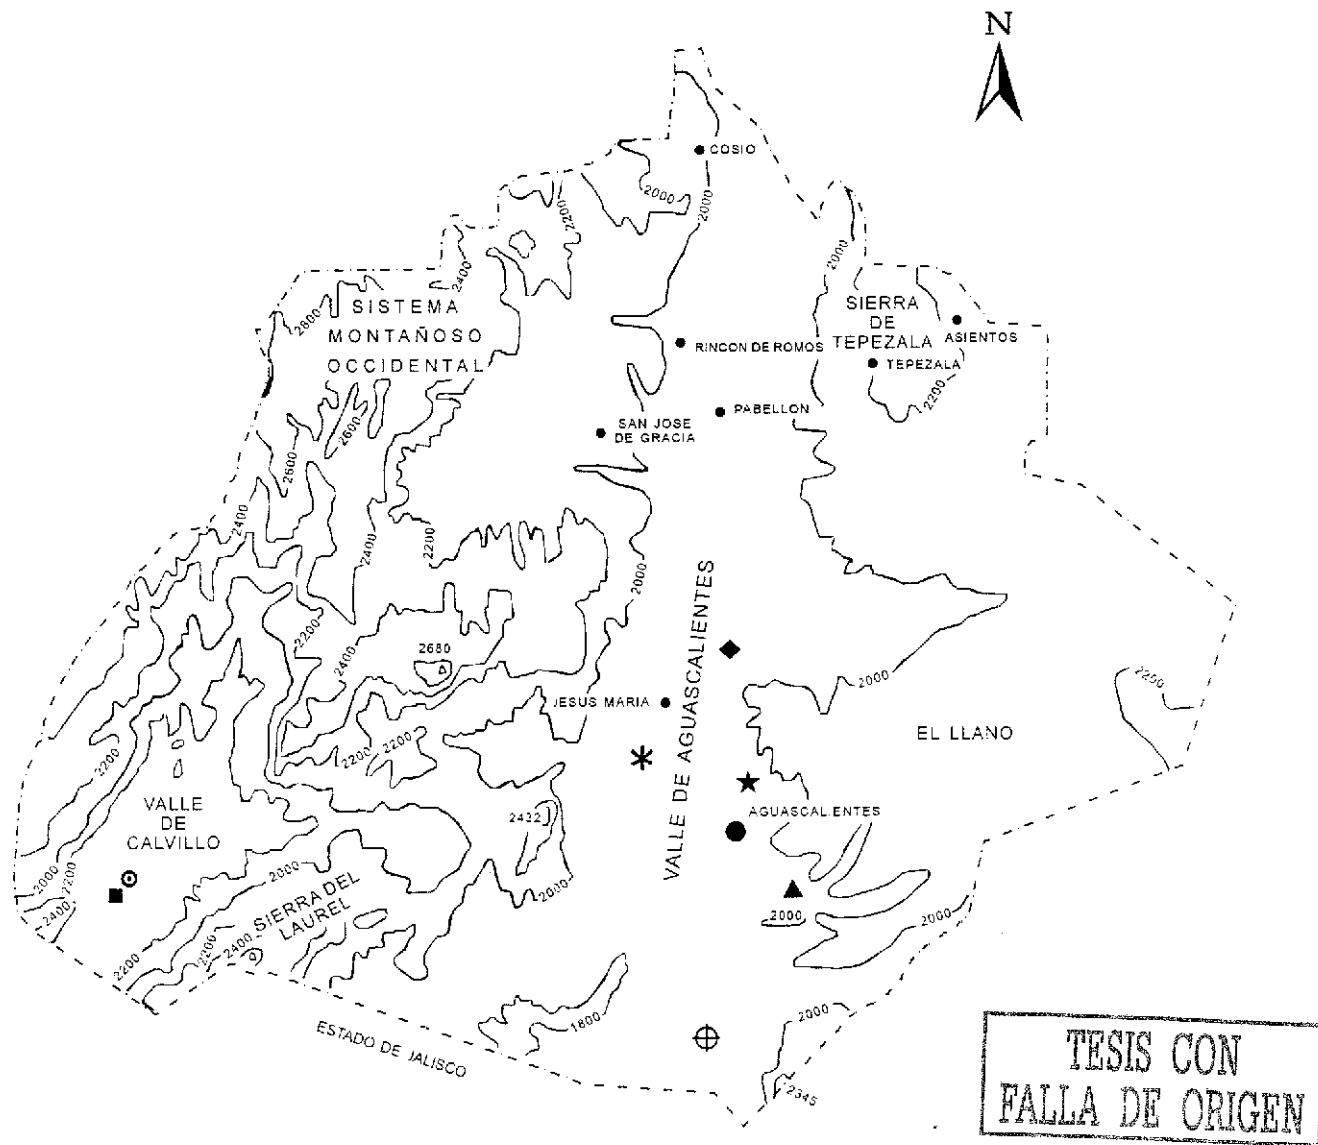 N
COSIO
2000
2000
2200
2200
2400
2000
2800
SISTEMA
MONTAÑOSO
OCCIDENTAL
SIERRA
DE
TEPEZALA
ASIENTOS
RINCON DE ROMOS
TEPEZALA
2200
PABELLON
SAN JOSE
DE GRACIA
2600
2600
2400
2400
2200
2000
VALLE DE AGUASCALIENTES
2200
2400
2680
2000
2200
JESUS MARIA
EL LLANO
2200
2200
2200
VALLE
DE
CALVILLO
2432
AGUASCALIENTES
2000
2200
2400
2000
2000
SIERRA DEL
LAUREL
2000
2000
2200
2200
2400
1800
2000
ESTADO DE JALISCO
2345
TESIS CON
FALLA DE ORIGEN